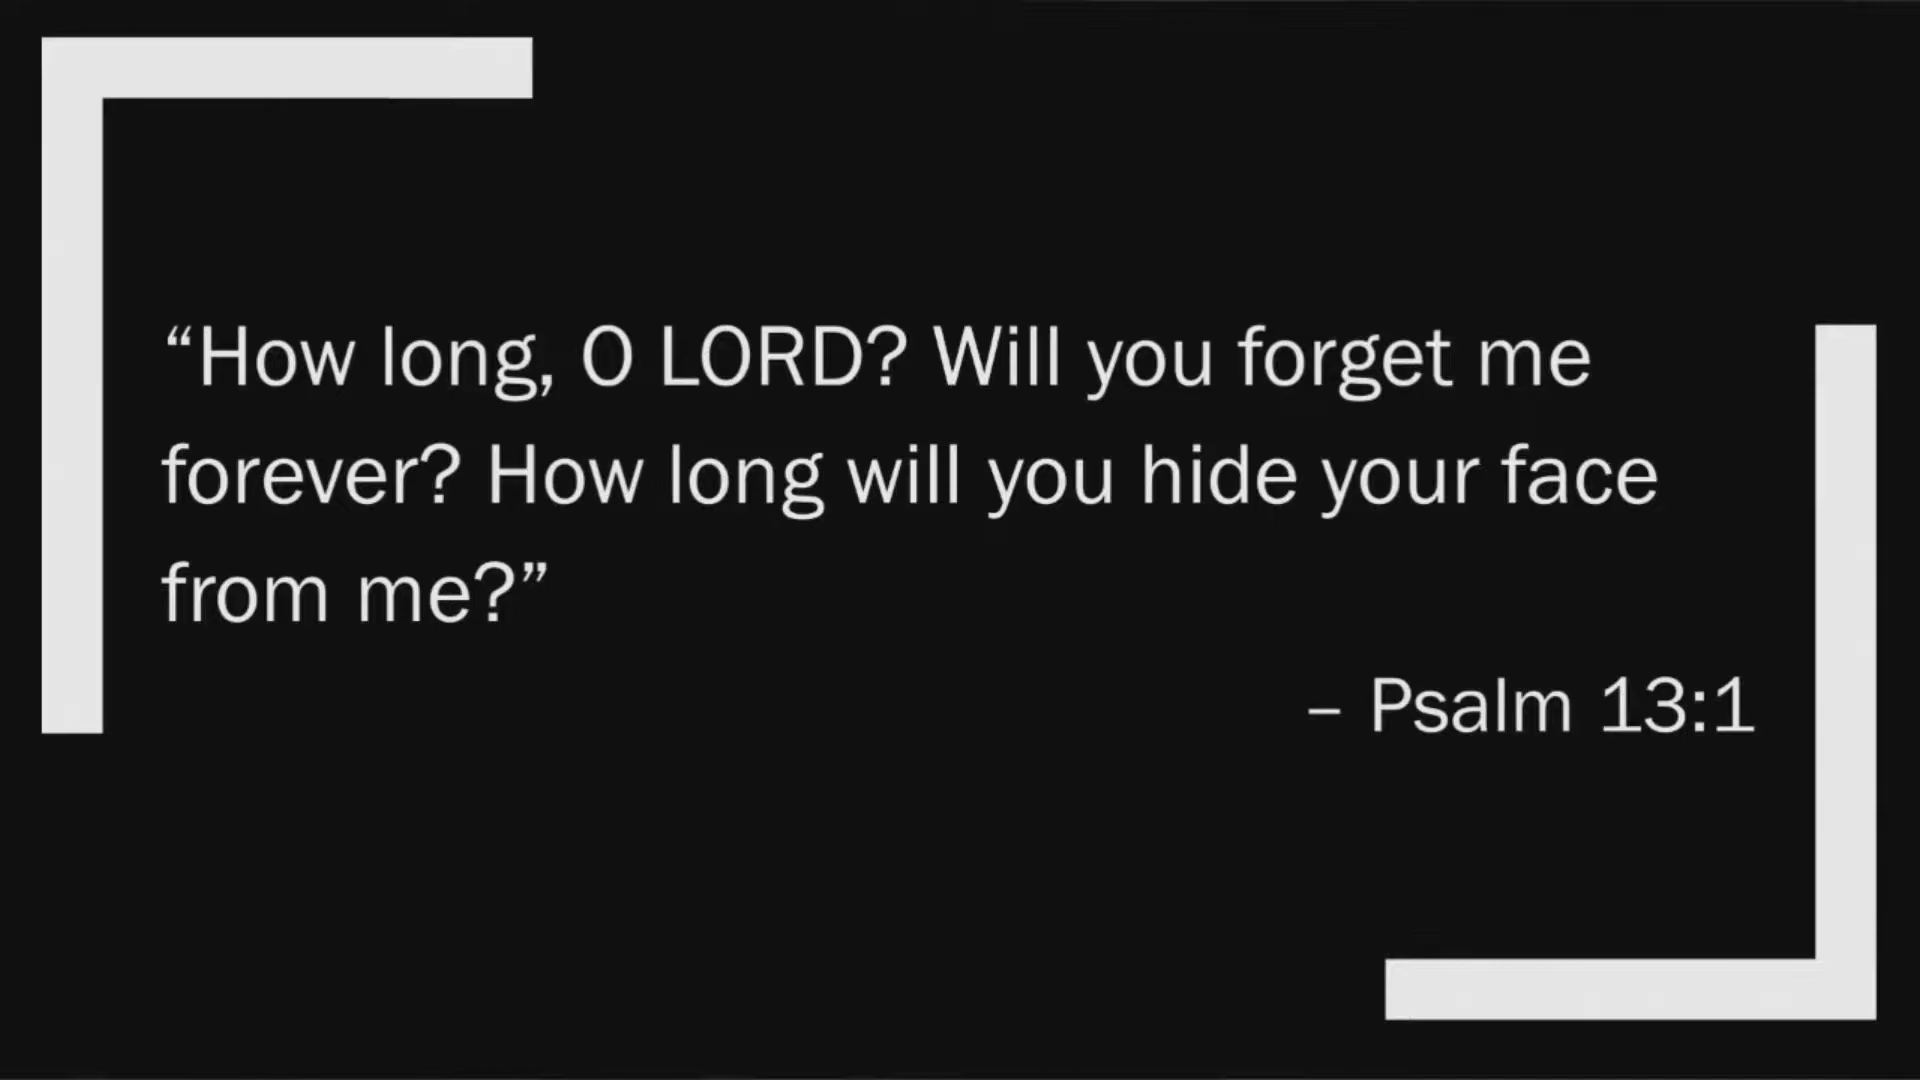 “How long, O LORD? Will you forget me
forever? How long will you hide your face
from me?”
– Psalm 13:1